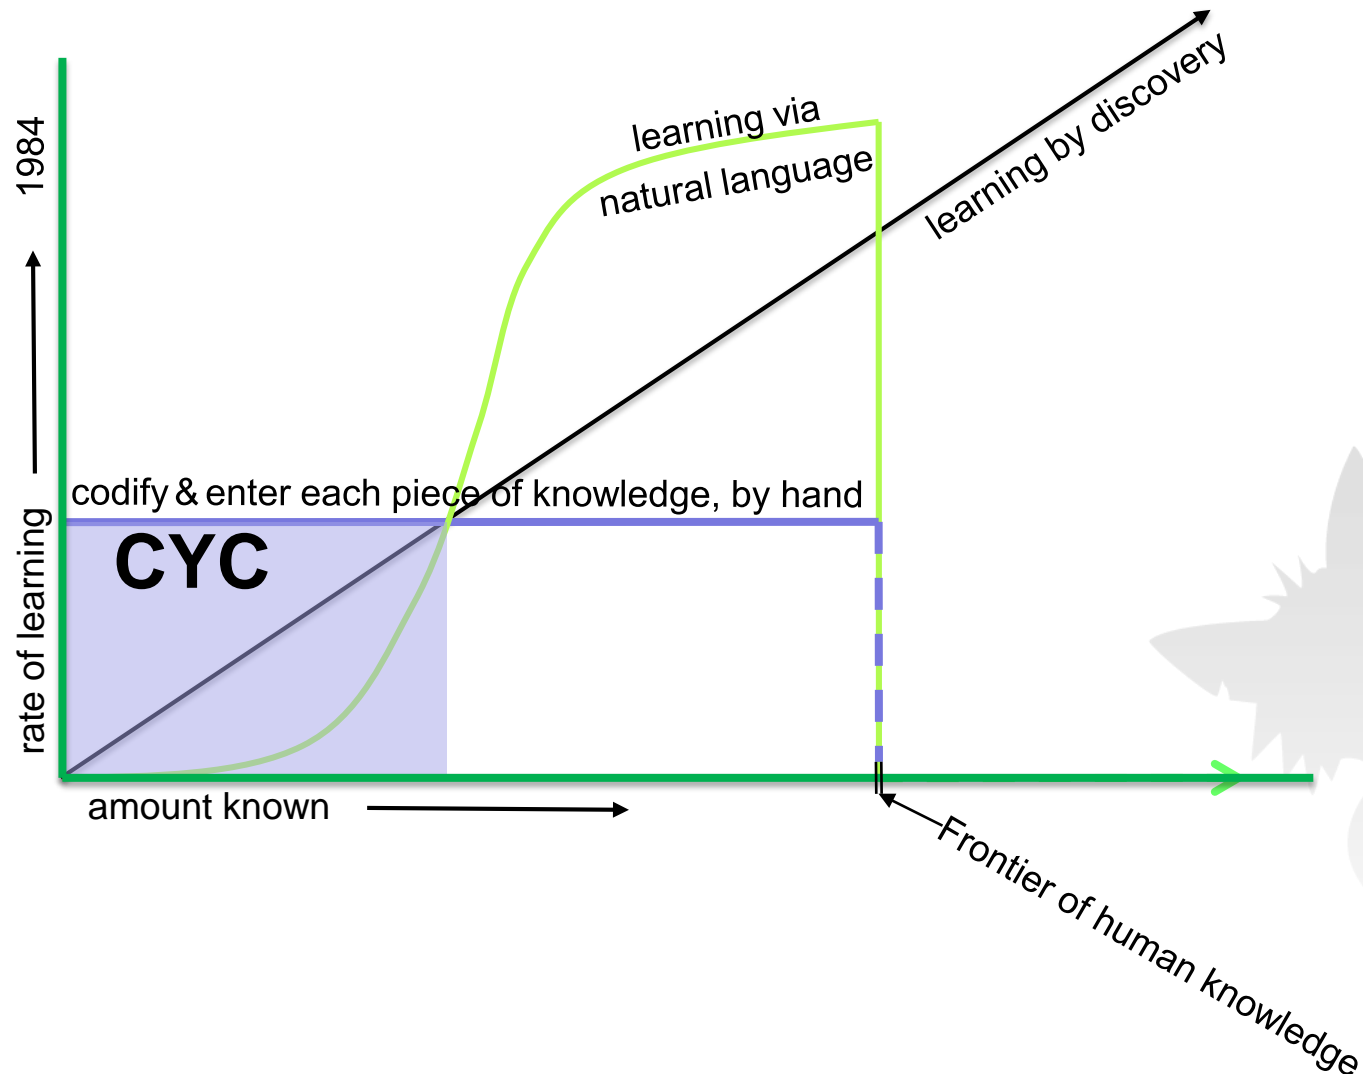 1984
rate of learning
learning via
natural language
learning by discovery
codify & enter each piece of knowledge, by hand
CYC
amount known
Frontier of human knowledge